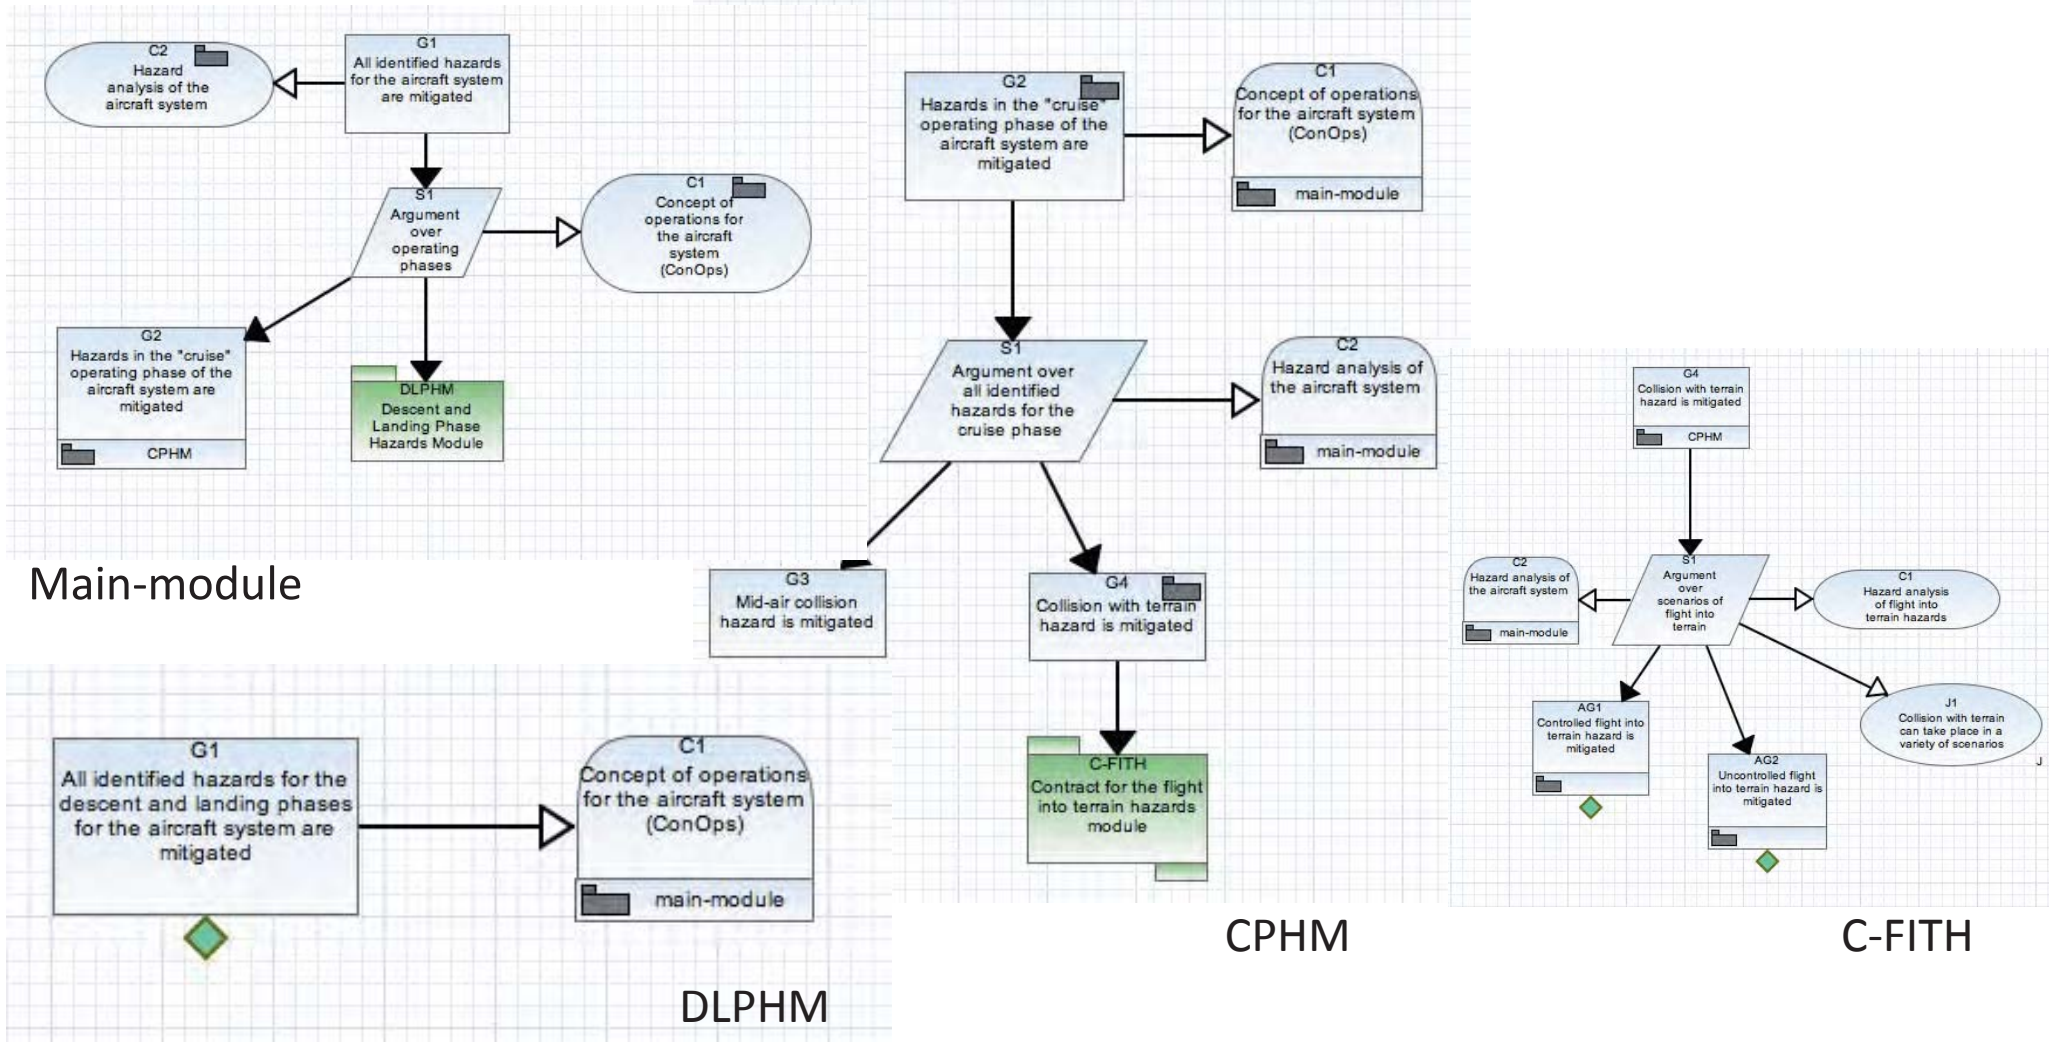 C2
Hazard
analysis of the
aircraft system
G1
All identified hazards
for the aircraft system
are mitigated
S1
Argument
over
operating
phases
C1
Concept of
operations for
the aircraft
system
(ConOps)
G2
Hazards in the "cruise"
operating phase of the
aircraft system are
mitigated
CPHM
DLPHM
Descent and
Landing Phase
Hazards Module
Main-module
G1
All identified hazards for the
descent and landing phases
for the aircraft system are
mitigated
C1
Concept of operations
for the aircraft system
(ConOps)
main-module
DLPHM
G2
Hazards in the "cruise"
operating phase of the
aircraft system are
mitigated
C1
Concept of operations
for the aircraft system
(ConOps)
main-module
S1
Argument over
all identified
hazards for the
cruise phase
C2
Hazard analysis of
the aircraft system
main-module
G3
Mid-air collision
hazard is mitigated
G4
Collision with terrain
hazard is mitigated
C-FITH
Contract for the flight
into terrain hazards
module
CPHM
G4
Collision with terrain
hazard is mitigated
CPHM
C2
Hazard analysis of
the aircraft system
main-module
S1
Argument
over
scenarios of
flight into
terrain
C1
Hazard analysis
of flight into
terrain hazards
AG1
Controlled flight into
terrain hazard is
mitigated
AG2
Uncontrolled flight
into terrain hazard is
mitigated
J1
Collision with terrain
can take place in a
variety of scenarios
J
C-FITH